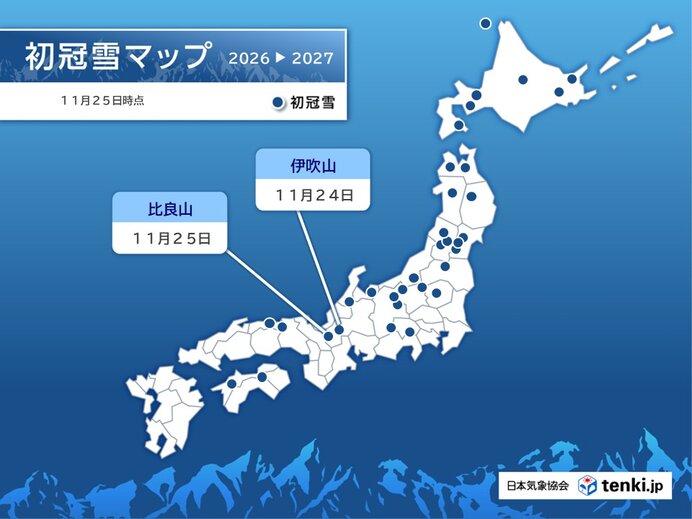 初冠雪マップ 2026▶2027
11月25日時点 ●初冠雪
伊吹山
11月24日
比良山
11月25日
日本気象協会 tenki.jp